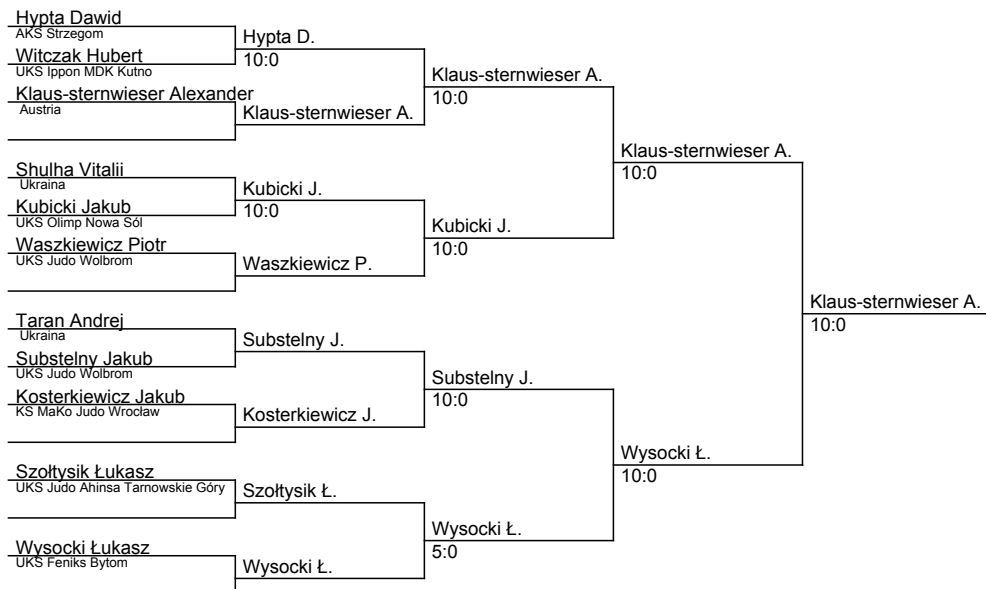 Hypta Dawid
AKS Strzegom
Hypta D.
Witczak Hubert
10:0
UKS Ippon MDK Kutno
Klaus-sternwieser A.
Klaus-sternwieser Alexander
10:0
Austria
Klaus-sternwieser A.
Klaus-sternwieser A.
Shulha Vitalii
10:0
Ukraina
Kubicki J.
Kubicki Jakub
10:0
UKS Olimp Nowa Sól
Kubicki J.
Waszkiewicz Piotr
10:0
UKS Judo Wolbrom
Waszkiewicz P.
Klaus-sternwieser A.
10:0
Taran Andrej
Ukraina
Substelny J.
Substelny Jakub
UKS Judo Wolbrom
Substelny J.
Kosterkiewicz Jakub
10:0
KS MaKo Judo Wrocław
Kosterkiewicz J.
Wysocki Ł.
Szołtysik Łukasz
10:0
UKS Judo Ahinsa Tarnowskie Góry
Szołtysik Ł.
Wysocki Ł.
Wysocki Łukasz
5:0
UKS Feniks Bytom
Wysocki Ł.